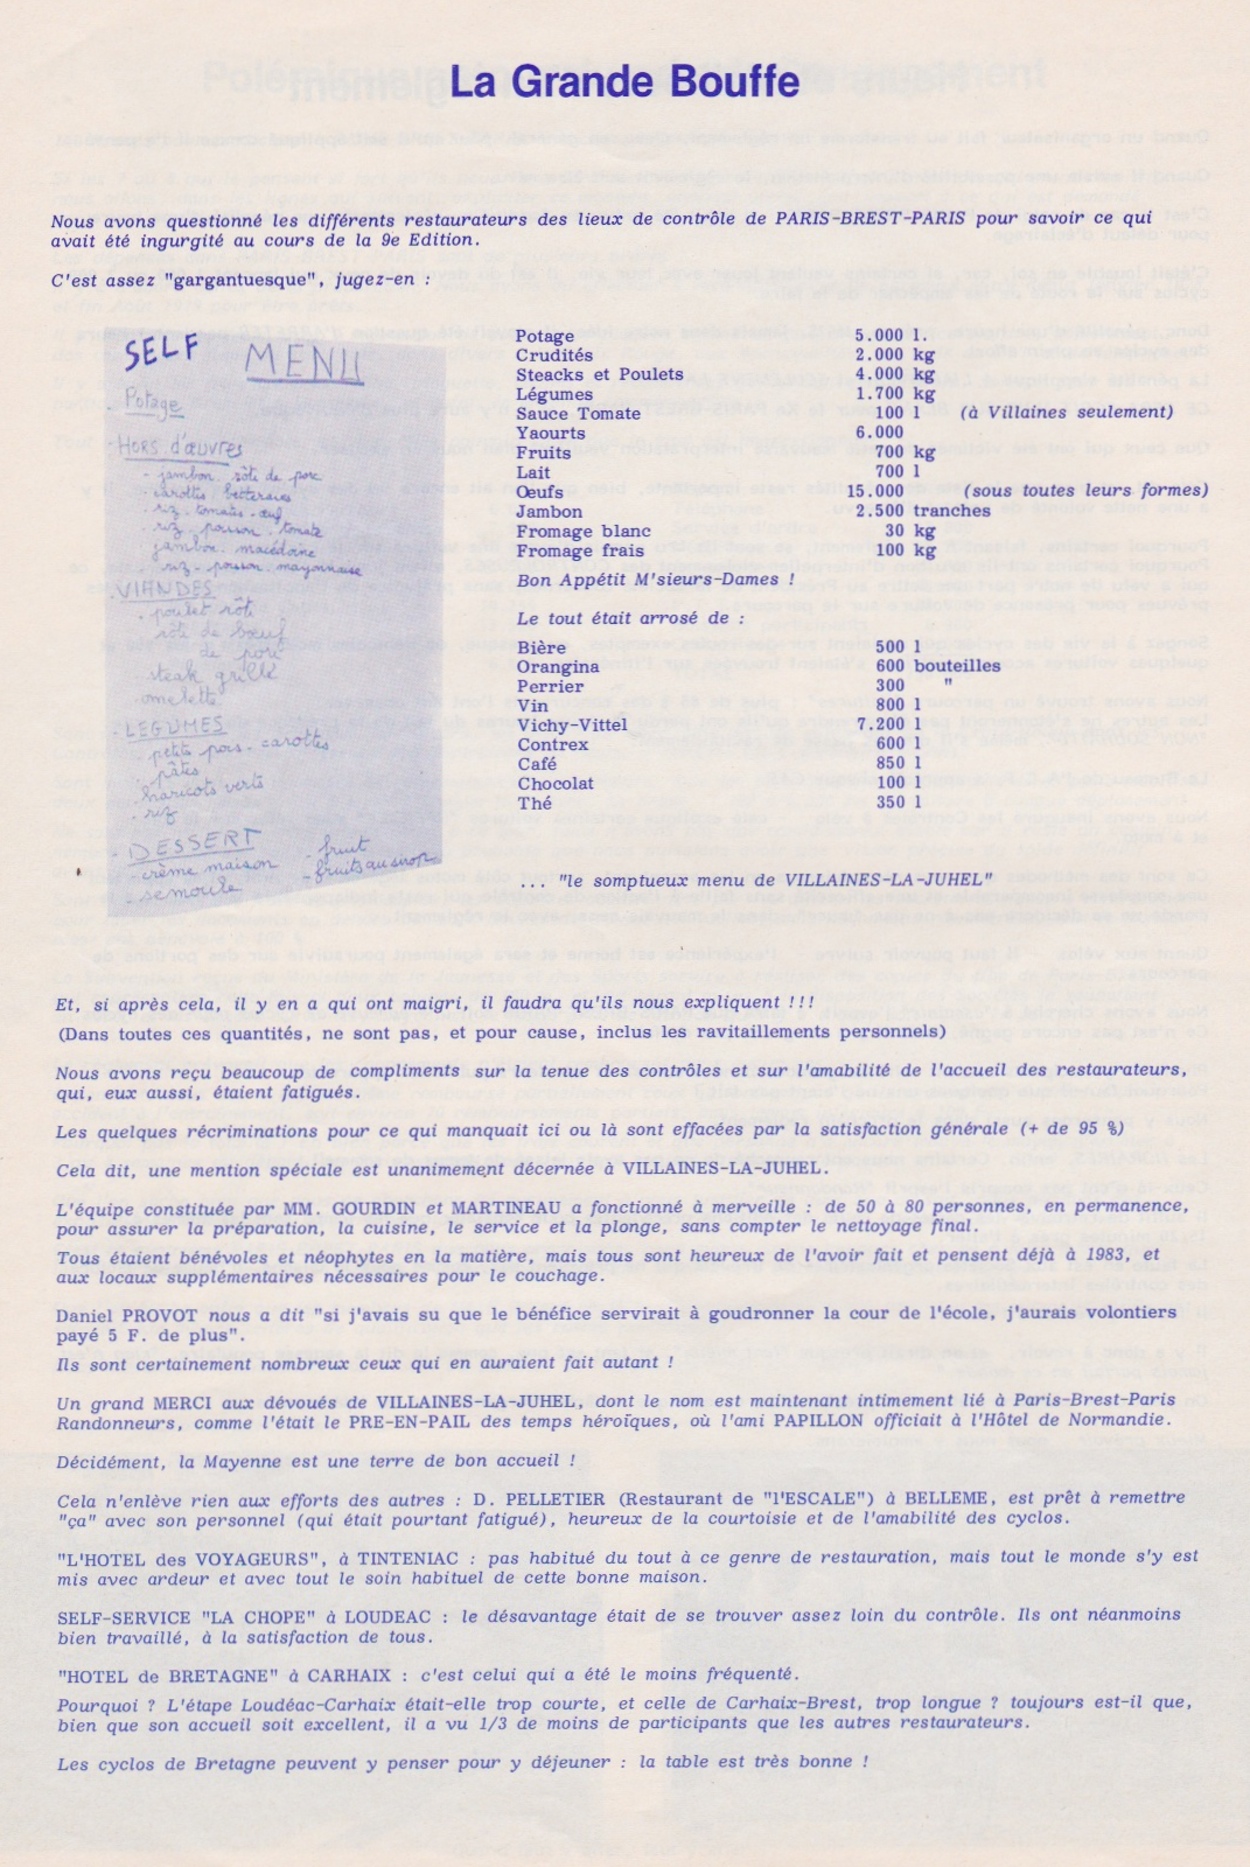 La Grande Bouffe
Nous avons questionné les différents restaurateurs des lieux de contrôle de PARIS-BREST-PARIS pour savoir ce qui
avait été ingurgité au cours de la 9e Edition.
C'est assez "gargantuesque", jugez-en :
SELF MENU
- Potage
- HORS d'œuvres
- jambon. rôti de porc
- carottes betteraves
- riz. tomates. œuf
- riz. poisson. tomate
jambon. macédoine
- riz - poisson. mayonnaise
- VIANDES
- poulet rôti
rôti de bœuf
de porc
steak grillé
omelette
- LEGUMES
- petits pois - carottes
- pâtes
- haricots verts
- riz
- DESSERT
- crème maison
- semoule
- fruit
- fruits au sirop
Potage 5.000 l.
Crudités 2.000 kg
Steacks et Poulets 4.000 kg
Légumes 1.700 kg
Sauce Tomate 100 l (à Villaines seulement)
Yaourts 6.000
Fruits 700 kg
Lait 700 l
Œufs 15.000 (sous toutes leurs formes)
Jambon 2.500 tranches
Fromage blanc 30 kg
Fromage frais 100 kg
Bon Appétit M'sieurs-Dames !
Le tout était arrosé de :
Bière 500 l
Orangina 600 bouteilles
Perrier 300 "
Vin 800 l
Vichy-Vittel 7.200 l
Contrex 600 l
Café 850 l
Chocolat 100 l
Thé 350 l
... "le somptueux menu de VILLAINES-LA-JUHEL"
Et, si après cela, il y en a qui ont maigri, il faudra qu'ils nous expliquent !!!
(Dans toutes ces quantités, ne sont pas, et pour cause, inclus les ravitaillements personnels)
Nous avons reçu beaucoup de compliments sur la tenue des contrôles et sur l'amabilité de l'accueil des restaurateurs,
qui, eux aussi, étaient fatigués.
Les quelques récriminations pour ce qui manquait ici ou là sont effacées par la satisfaction générale (+ de 95 %)
Cela dit, une mention spéciale est unanimement décernée à VILLAINES-LA-JUHEL.
L'équipe constituée par MM. GOURDIN et MARTINEAU a fonctionné à merveille : de 50 à 80 personnes, en permanence,
pour assurer la préparation, la cuisine, le service et la plonge, sans compter le nettoyage final.
Tous étaient bénévoles et néophytes en la matière, mais tous sont heureux de l'avoir fait et pensent déjà à 1983, et
aux locaux supplémentaires nécessaires pour le couchage.
Daniel PROVOT nous a dit "si j'avais su que le bénéfice servirait à goudronner la cour de l'école, j'aurais volontiers
payé 5 F. de plus".
Ils sont certainement nombreux ceux qui en auraient fait autant !
Un grand MERCI aux dévoués de VILLAINES-LA-JUHEL, dont le nom est maintenant intimement lié à Paris-Brest-Paris
Randonneurs, comme l'était le PRE-EN-PAIL des temps héroïques, où l'ami PAPILLON officiait à l'Hôtel de Normandie.
Décidément, la Mayenne est une terre de bon accueil !
Cela n'enlève rien aux efforts des autres : D. PELLETIER (Restaurant de "l'ESCALE") à BELLEME, est prêt à remettre
"ça" avec son personnel (qui était pourtant fatigué), heureux de la courtoisie et de l'amabilité des cyclos.
"L'HOTEL des VOYAGEURS", à TINTENIAC : pas habitué du tout à ce genre de restauration, mais tout le monde s'y est
mis avec ardeur et avec tout le soin habituel de cette bonne maison.
SELF-SERVICE "LA CHOPE" à LOUDEAC : le désavantage était de se trouver assez loin du contrôle. Ils ont néanmoins
bien travaillé, à la satisfaction de tous.
"HOTEL de BRETAGNE" à CARHAIX : c'est celui qui a été le moins fréquenté.
Pourquoi ? L'étape Loudéac-Carhaix était-elle trop courte, et celle de Carhaix-Brest, trop longue ? toujours est-il que,
bien que son accueil soit excellent, il a vu 1/3 de moins de participants que les autres restaurateurs.
Les cyclos de Bretagne peuvent y penser pour y déjeuner : la table est très bonne !